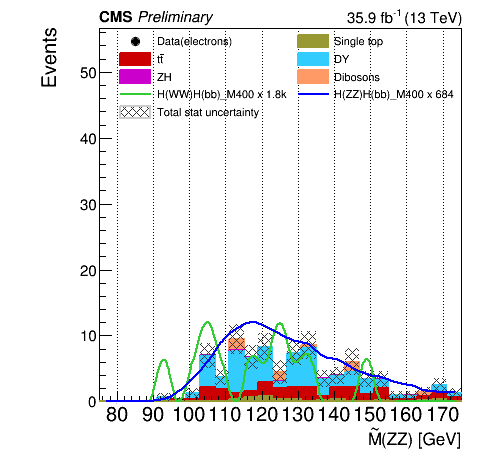 CMS Preliminary 35.9 fb⁻¹ (13 TeV)
Events
Data(electrons) Single top
tt̄ DY
ZH Dibosons
H(WW)H(bb)_M400 x 1.8k H(ZZ)H(bb)_M400 x 684
Total stat uncertainty
50
40
30
20
10
0
80 90 100 110 120 130 140 150 160 170
M̃(ZZ) [GeV]